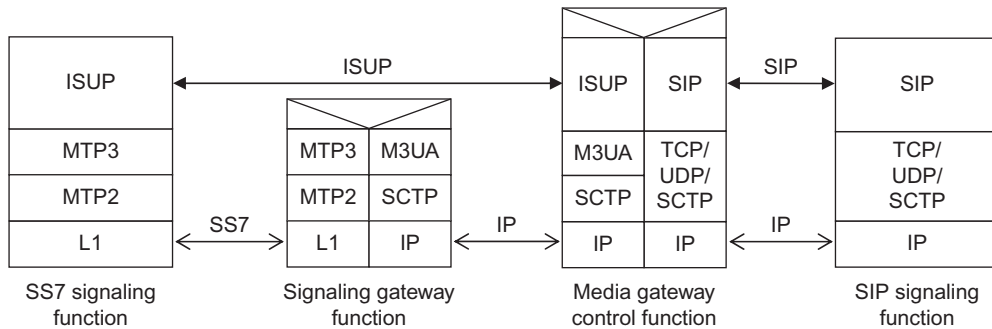 ISUP
SIP
ISUP
ISUP
SIP
SIP
MTP3
MTP3
M3UA
M3UA
TCP/
UDP/
SCTP
TCP/
UDP/
SCTP
MTP2
MTP2
SCTP
SCTP
SS7
IP
IP
L1
L1
IP
IP
IP
IP
SS7 signaling
function
Signaling gateway
function
Media gateway
control function
SIP signaling
function